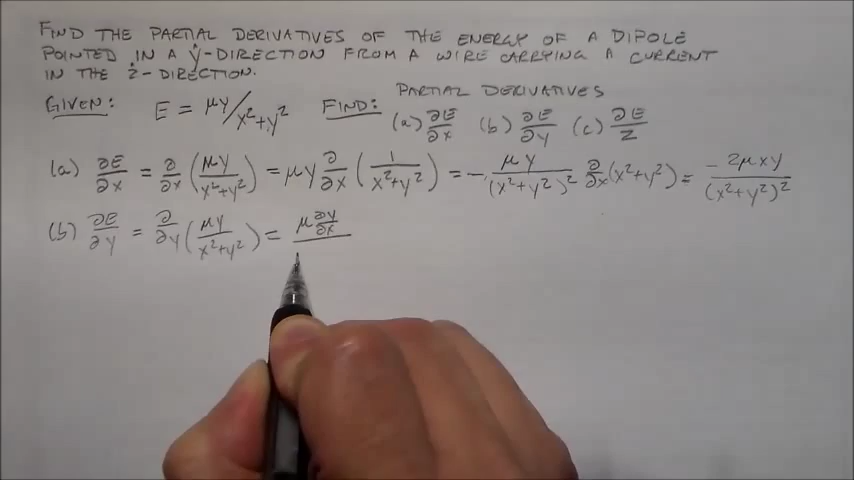 FIND THE PARTIAL DERIVATIVES OF THE ENERGY OF A DIPOLE
POINTED IN A ŷ-DIRECTION FROM A WIRE CARRYING A CURRENT
IN THE ẑ-DIRECTION.
GIVEN: E = μy/x²+y² FIND: PARTIAL DERIVATIVES (a) ∂E/∂x (b) ∂E/∂y (c) ∂E/z
(a) ∂E/∂x = ∂/∂x (μy/x²+y²) = μy ∂/∂x (1/x²+y²) = - μy/(x²+y²)² ∂/∂x (x²+y²) = -2μxy/(x²+y²)²
(b) ∂E/∂y = ∂/∂y (μy/x²+y²) = μ ∂y/∂x